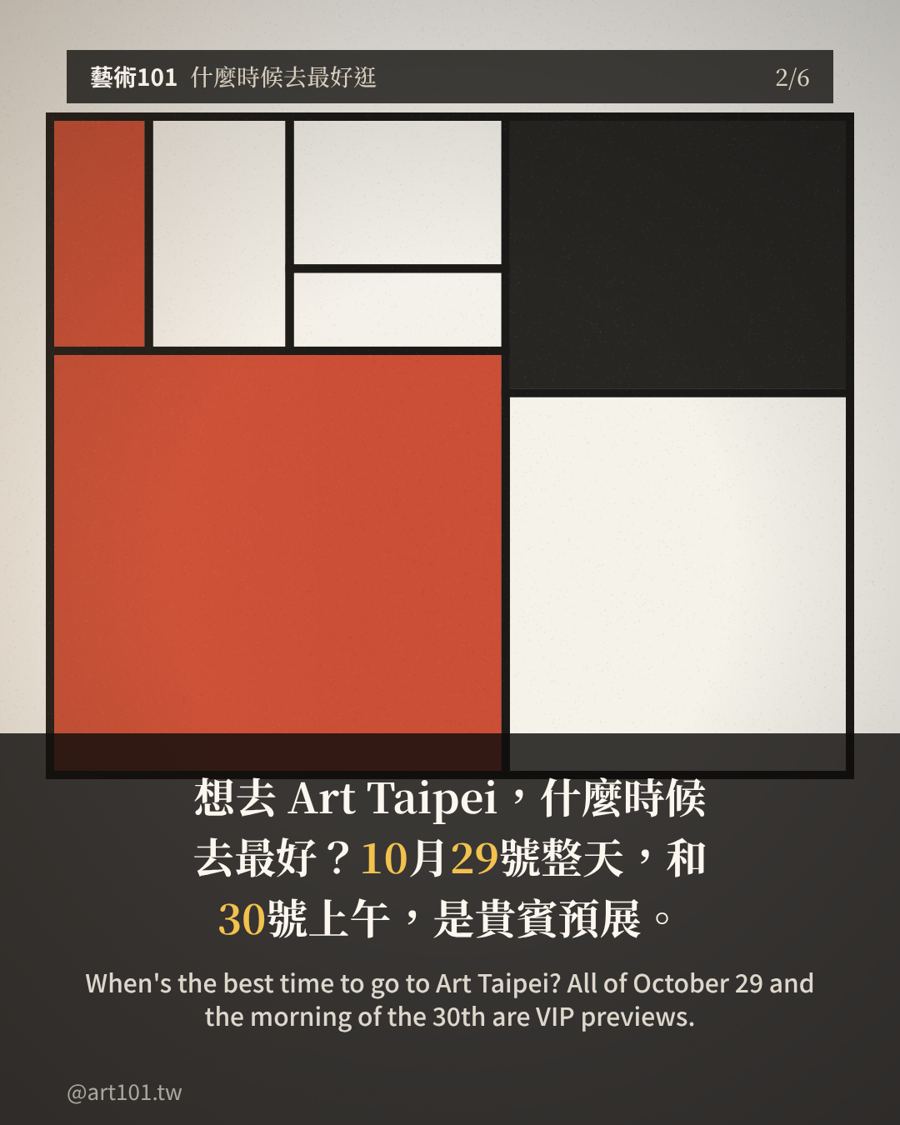 藝術101 什麼時候去最好逛 2/6
想去 Art Taipei，什麼時候
去最好？10月29號整天，和
30號上午，是貴賓預展。
When's the best time to go to Art Taipei? All of October 29 and
the morning of the 30th are VIP previews.
@art101.tw